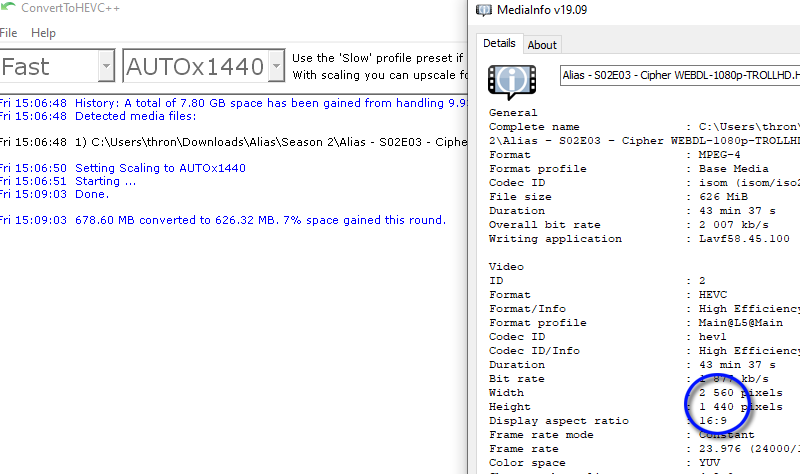 ConvertToHEVC++
File Help
Fast AUTOx1440 Use the 'Slow' profile preset if
With scaling you can upscale fo
Fri 15:06:48 History: A total of 7.80 GB space has been gained from handling 9.9
Fri 15:06:48 Detected media files:
Fri 15:06:48 1) C:\Users\thron\Downloads\Alias\Season 2\Alias - S02E03 - Ciphe
Fri 15:06:50 Setting Scaling to AUTOx1440
Fri 15:06:51 Starting ...
Fri 15:09:03 Done.
Fri 15:09:03 678.60 MB converted to 626.32 MB. 7% space gained this round.
MediaInfo v19.09
Details About
Alias - S02E03 - Cipher WEBDL-1080p-TROLLHD.H
General
Complete name : C:\Users\thron
2\Alias - S02E03 - Cipher WEBDL-1080p-TROLLHD
Format : MPEG-4
Format profile : Base Media
Codec ID : isom (isom/iso2
File size : 626 MiB
Duration : 43 min 37 s
Overall bit rate : 2 007 kb/s
Writing application : Lavf58.45.100
Video
ID : 2
Format : HEVC
Format/Info : High Efficiency
Format profile : Main@L5@Main
Codec ID : hev1
Codec ID/Info : High Efficiency
Duration : 43 min 37 s
Bit rate : 1 877 kb/s
Width : 2 560 pixels
Height : 1 440 pixels
Display aspect ratio : 16:9
Frame rate mode : Constant
Frame rate : 23.976 (24000/1
Color space : YUV